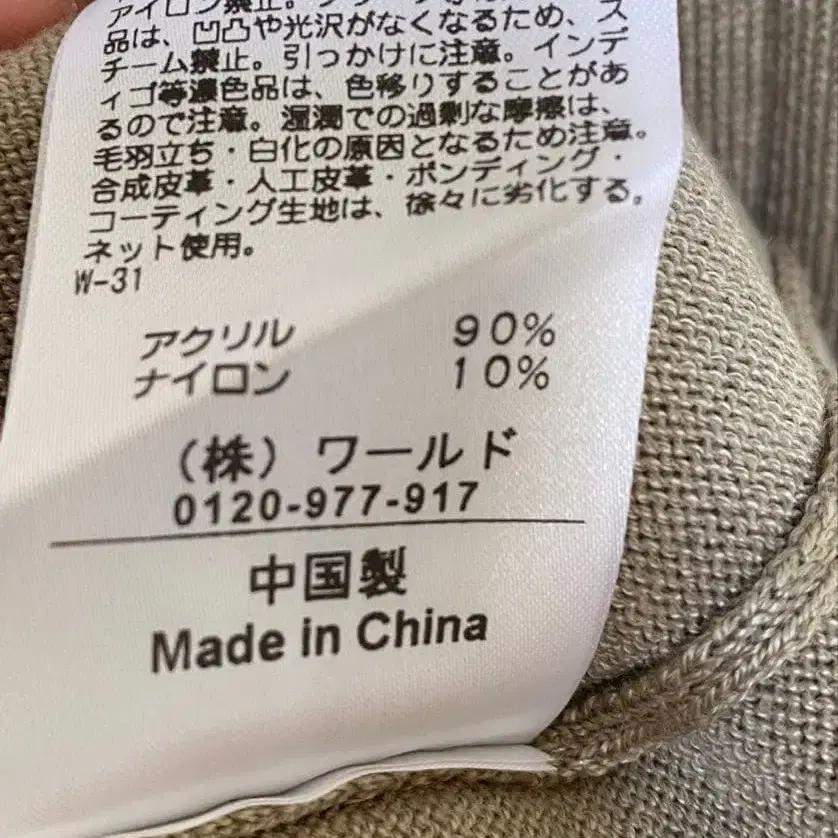 アイロン禁止。
品は、凹凸や光沢がなくなるため、ス
チーム禁止。引っかけに注意。インデ
ィゴ等濃色品は、色移りすることがあ
るので注意。湿潤での過剰な摩擦は、
毛羽立ち・白化の原因となるため注意。
合成皮革・人工皮革・ボンディング・
コーティング生地は、徐々に劣化する。
ネット使用。
W-31
アクリル 90%
ナイロン 10%
(株) ワールド
0120-977-917
中国製
Made in China